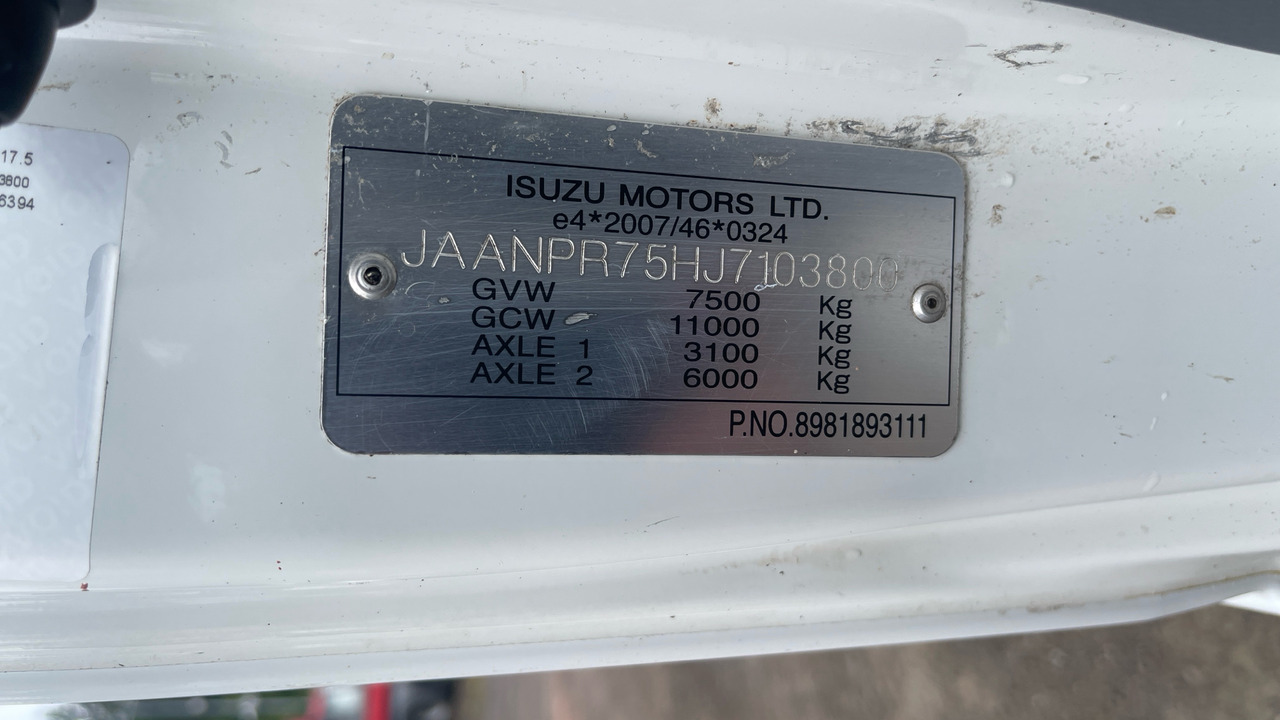 17.5
3800
6394
ISUZU MOTORS LTD.
e4*2007/46*0324
JAANPR75HJ7103800
GVW 7500 Kg
GCW 11000 Kg
AXLE 1 3100 Kg
AXLE 2 6000 Kg
P.NO.8981893111